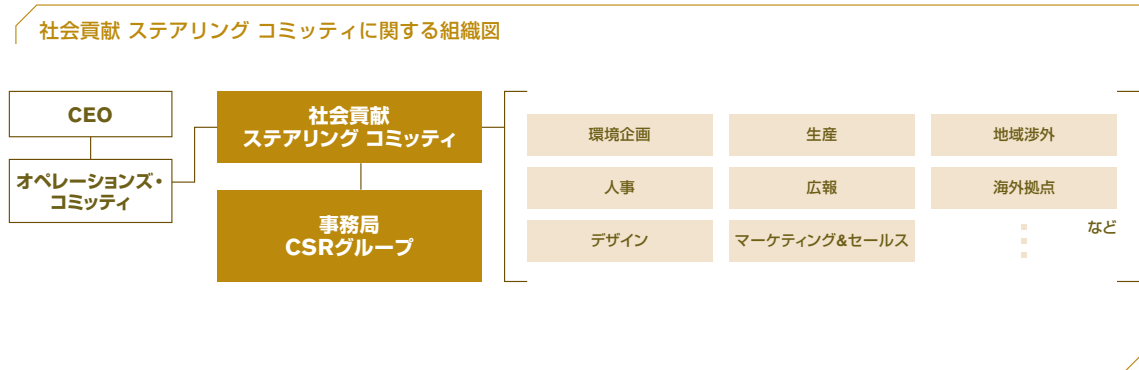 社会貢献 ステアリング コミッティに関する組織図
CEO
オペレーションズ・
コミッティ
社会貢献
ステアリング コミッティ
事務局
CSRグループ
環境企画
生産
地域渉外
人事
広報
海外拠点
デザイン
マーケティング&セールス
など